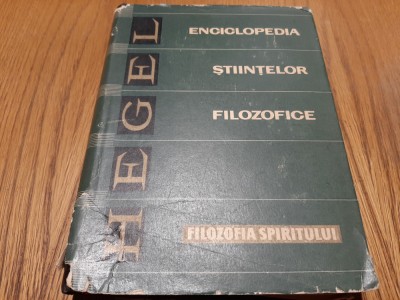 HEGEL
ENCICLOPEDIA
ŞTIINŢELOR
FILOZOFICE
FILOZOFIA SPIRITULUI